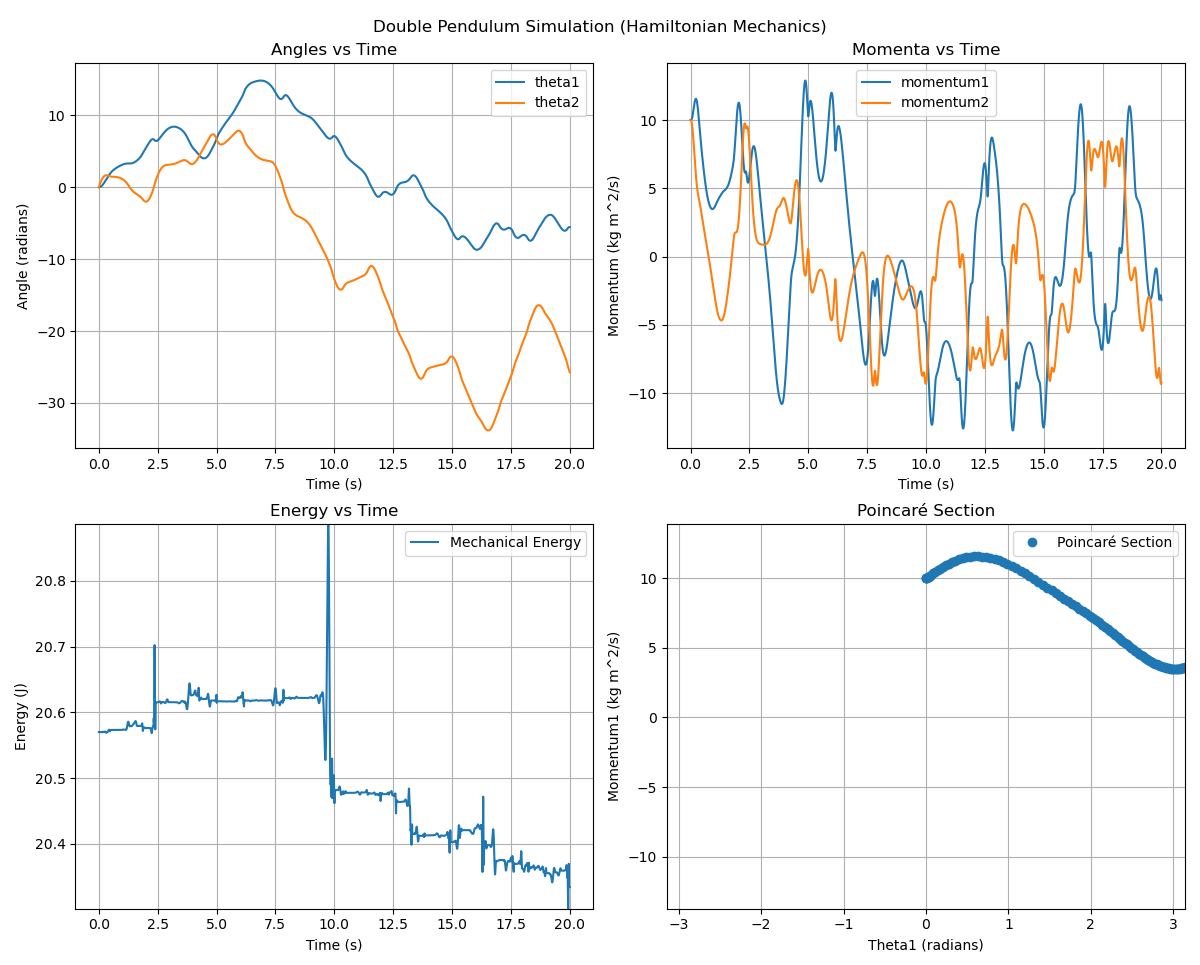 Double Pendulum Simulation (Hamiltonian Mechanics)
Angles vs Time
theta1
theta2
10
0
−10
−20
−30
Angle (radians)
0.0 2.5 5.0 7.5 10.0 12.5 15.0 17.5 20.0
Time (s)
Momenta vs Time
momentum1
momentum2
10
5
0
−5
−10
Momentum (kg m^2/s)
0.0 2.5 5.0 7.5 10.0 12.5 15.0 17.5 20.0
Time (s)
Energy vs Time
Mechanical Energy
20.8
20.7
20.6
20.5
20.4
Energy (J)
0.0 2.5 5.0 7.5 10.0 12.5 15.0 17.5 20.0
Time (s)
Poincaré Section
Poincaré Section
10
5
0
−5
−10
Momentum1 (kg m^2/s)
−3 −2 −1 0 1 2 3
Theta1 (radians)